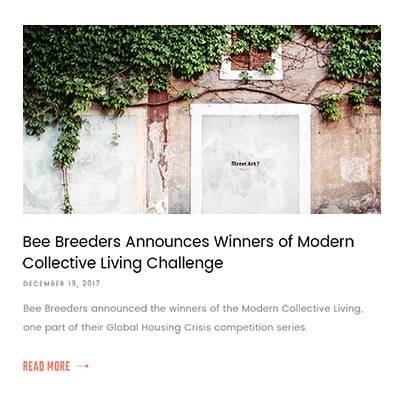 Street Art?
Bee Breeders Announces Winners of Modern
Collective Living Challenge
DECEMBER 19, 2017
Bee Breeders announced the winners of the Modern Collective Living,
one part of their Global Housing Crisis competition series.
READ MORE →